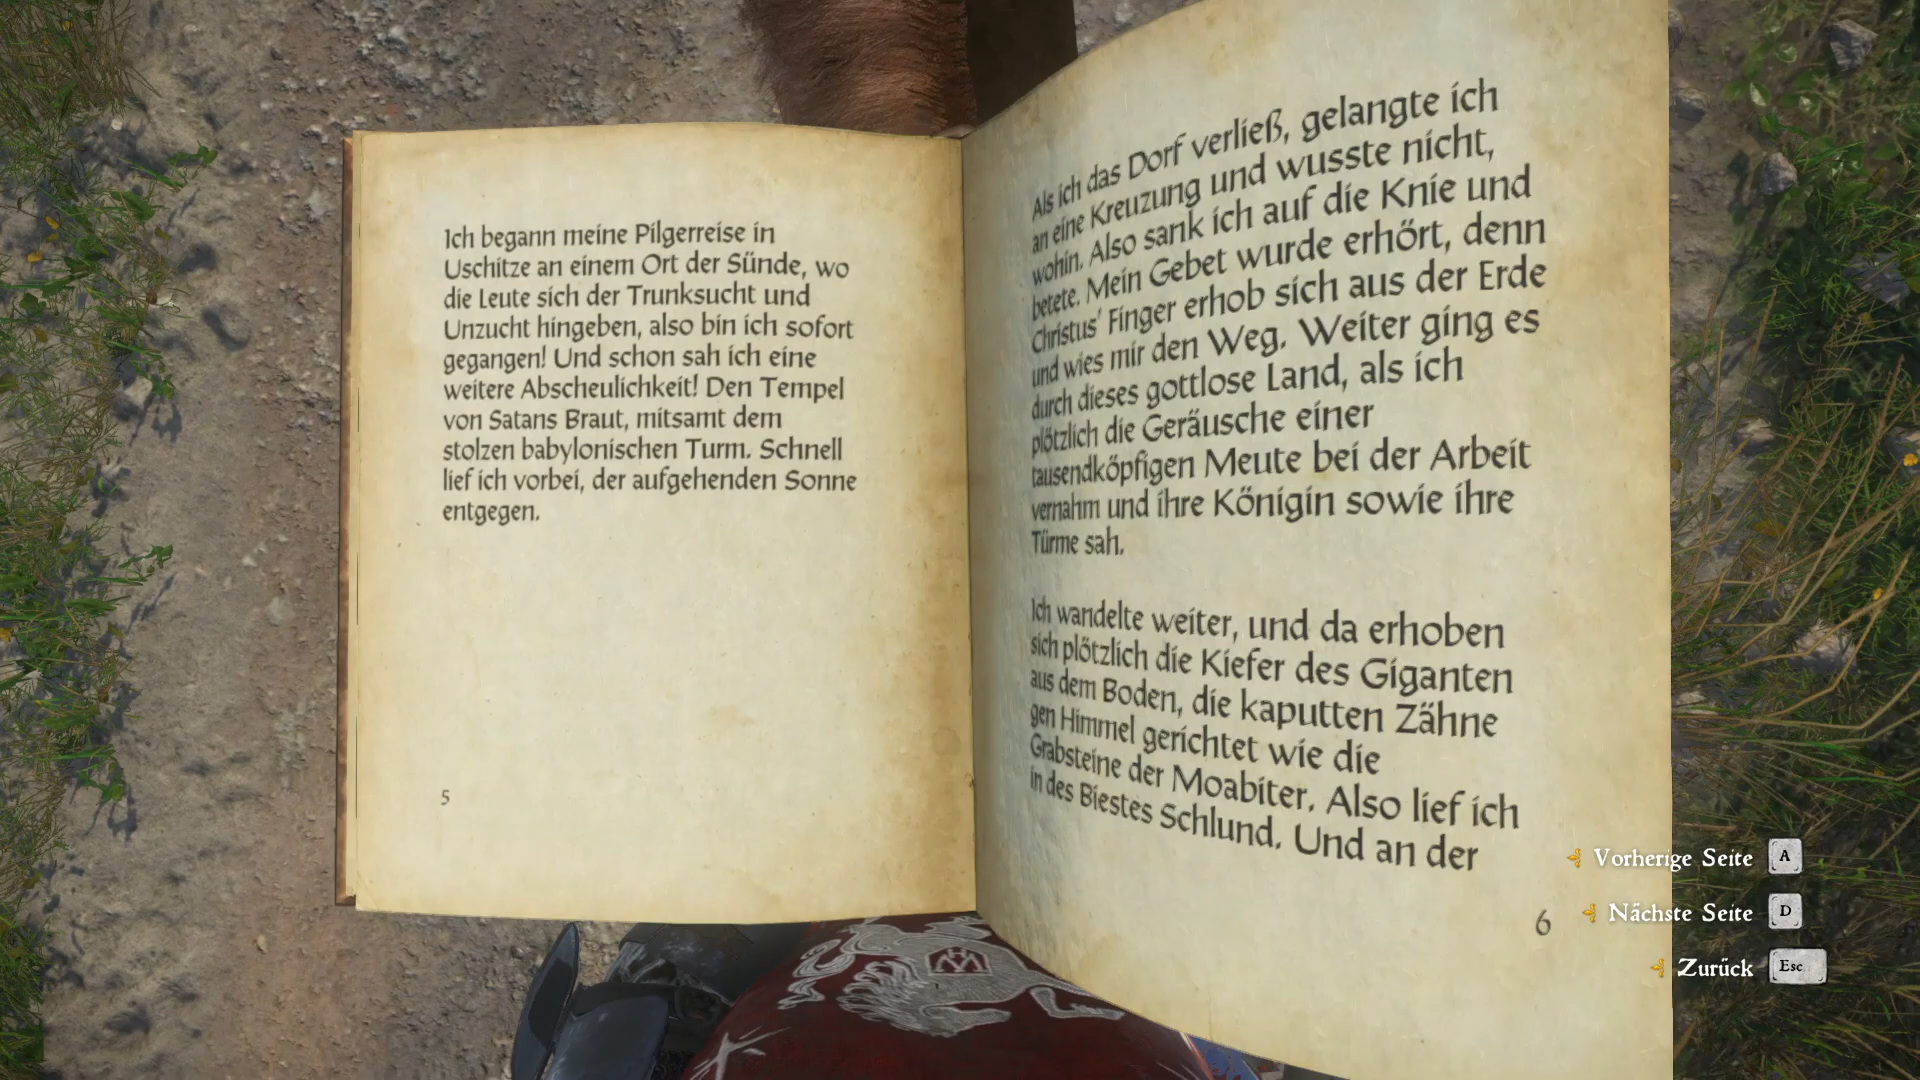 Ich begann meine Pilgerreise in
Uschitze an einem Ort der Sünde, wo
die Leute sich der Trunksucht und
Unzucht hingeben, also bin ich sofort
gegangen! Und schon sah ich eine
weitere Abscheulichkeit! Den Tempel
von Satans Braut, mitsamt dem
stolzen babylonischen Turm. Schnell
lief ich vorbei, der aufgehenden Sonne
entgegen.
5
Als ich das Dorf verließ, gelangte ich
an eine Kreuzung und wusste nicht,
wohin. Also sank ich auf die Knie und
betete. Mein Gebet wurde erhört, denn
Christus' Finger erhob sich aus der Erde
und wies mir den Weg. Weiter ging es
durch dieses gottlose Land, als ich
plötzlich die Geräusche einer
tausendköpfigen Meute bei der Arbeit
vernahm und ihre Königin sowie ihre
Türme sah.
Ich wandelte weiter, und da erhoben
sich plötzlich die Kiefer des Giganten
aus dem Boden, die kaputten Zähne
gen Himmel gerichtet wie die
Grabsteine der Moabiter. Also lief ich
in des Biestes Schlund. Und an der
6
Vorherige Seite A
Nächste Seite D
Zurück Esc